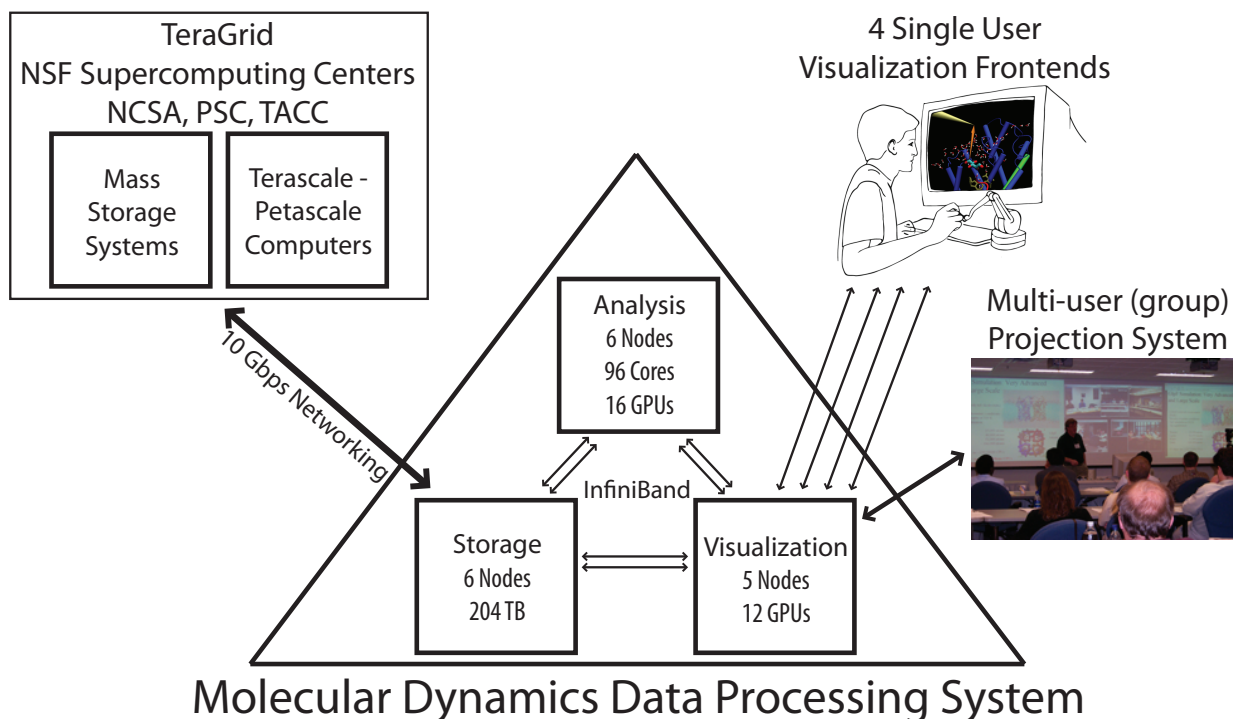 TeraGrid
NSF Supercomputing Centers
NCSA, PSC, TACC
Mass
Storage
Systems
Terascale -
Petascale
Computers
4 Single User
Visualization Frontends
10 Gbps Networking
Analysis
6 Nodes
96 Cores
16 GPUs
Multi-user (group)
Projection System
InfiniBand
Storage
6 Nodes
204 TB
Visualization
5 Nodes
12 GPUs
Molecular Dynamics Data Processing System